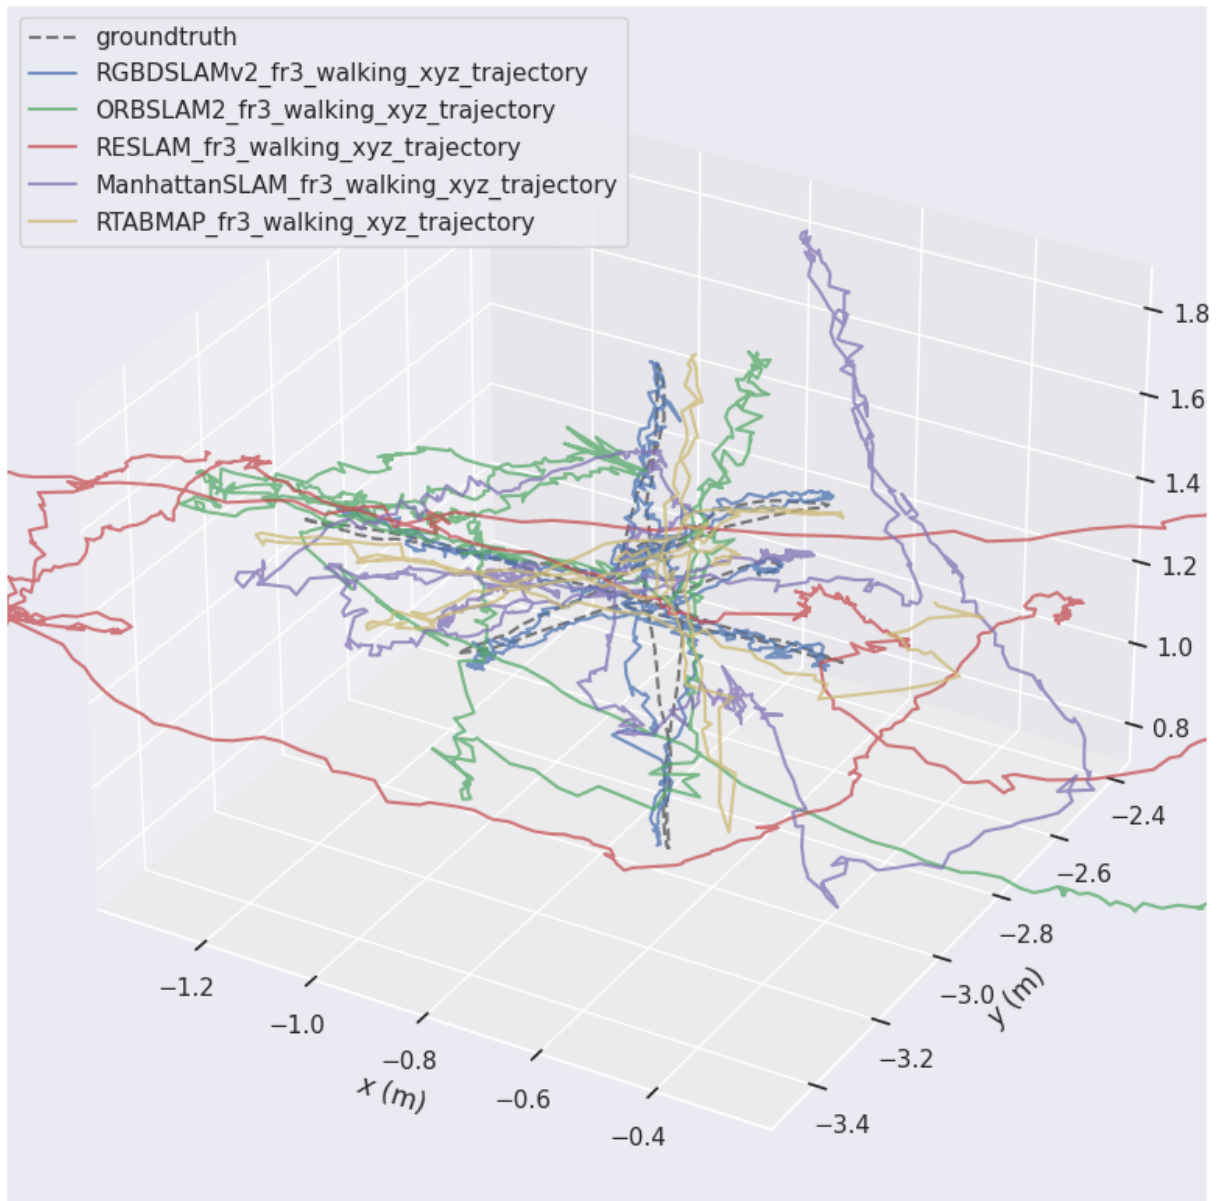 groundtruth
RGBDSLAMv2_fr3_walking_xyz_trajectory
ORBSLAM2_fr3_walking_xyz_trajectory
RESLAM_fr3_walking_xyz_trajectory
ManhattanSLAM_fr3_walking_xyz_trajectory
RTABMAP_fr3_walking_xyz_trajectory
1.8
1.6
1.4
1.2
1.0
0.8
−2.4
−2.6
−2.8
−3.0
−3.2
−3.4
y (m)
−1.2
−1.0
−0.8
−0.6
−0.4
x (m)